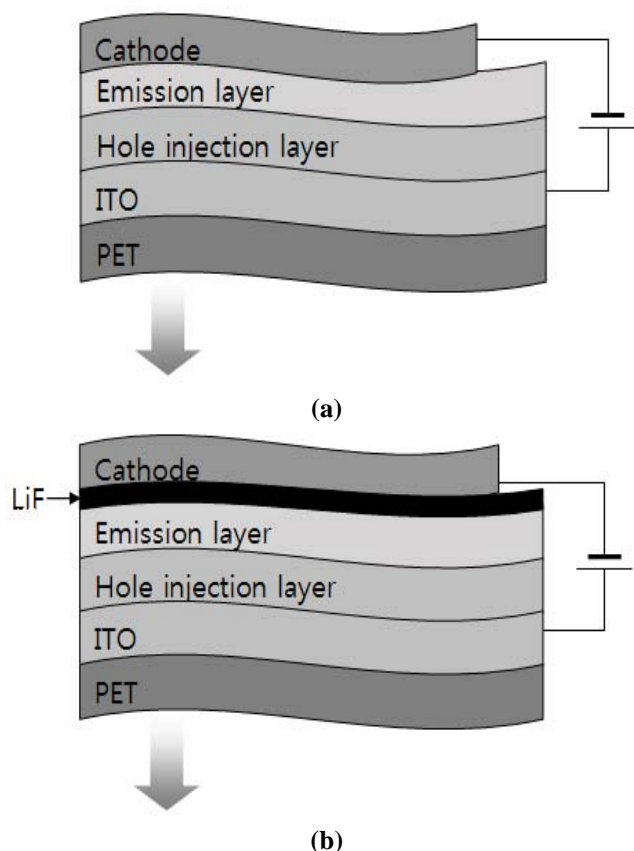 Cathode
Emission layer
Hole injection layer
ITO
PET
(a)
Cathode
LiF
Emission layer
Hole injection layer
ITO
PET
(b)